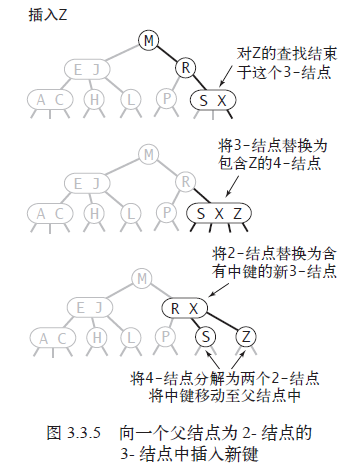 插入Z
M
E J
R
A C
H
L
P
S X
对Z的查找结束
于这个3-结点
M
E J
R
A C
H
L
P
S X Z
将3-结点替换为
包含Z的4-结点
将2-结点替换为含
有中键的新3-结点
M
E J
R X
A C
H
L
P
S
Z
将4-结点分解为两个2-结点
将中键移动至父结点中
图 3.3.5 向一个父结点为 2- 结点的
3- 结点中插入新键